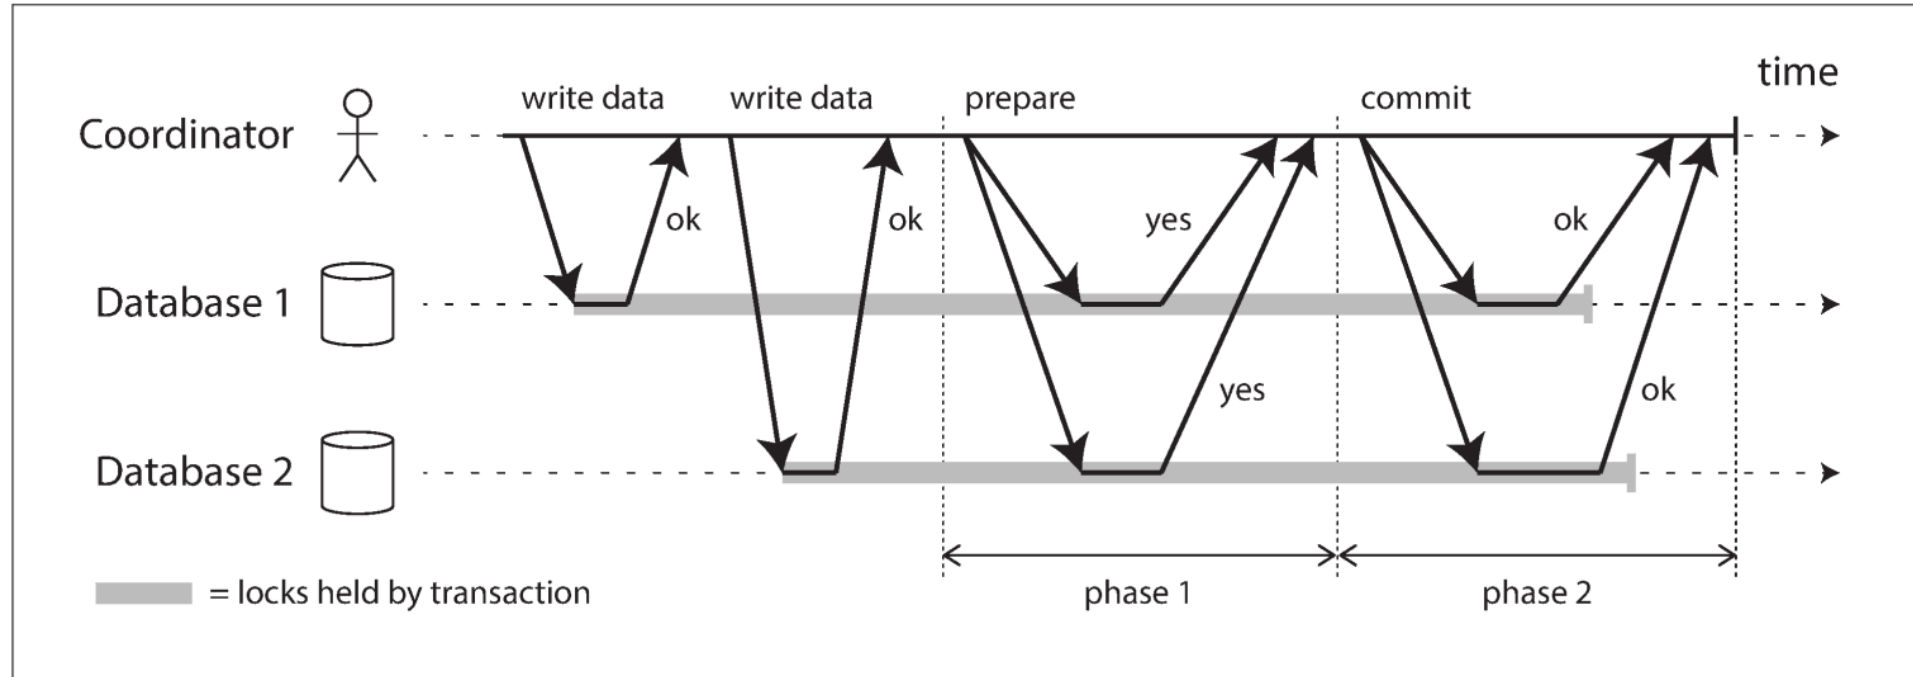 time
write data
write data
prepare
commit
Coordinator
ok
ok
yes
ok
Database 1
yes
ok
Database 2
= locks held by transaction
phase 1
phase 2